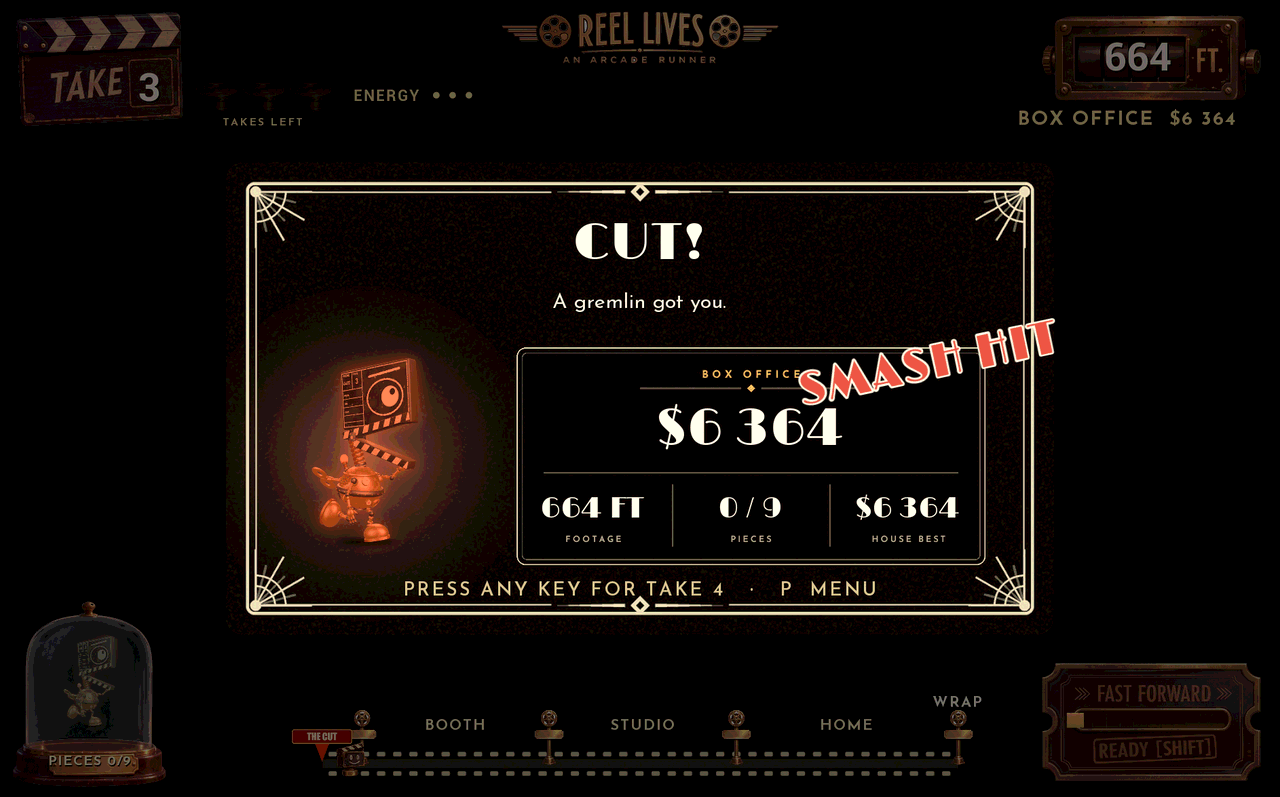 TAKE 3
TAKES LEFT
ENERGY
REEL LIVES
AN ARCADE RUNNER
664 FT.
BOX OFFICE $6 364
CUT!
A gremlin got you.
SMASH HIT
BOX OFFICE
$6 364
664 FT
FOOTAGE
0 / 9
PIECES
$6 364
HOUSE BEST
PRESS ANY KEY FOR TAKE 4 · P MENU
PIECES 0/9
THE CUT
BOOTH
STUDIO
HOME
WRAP
FAST FORWARD
READY [SHIFT]